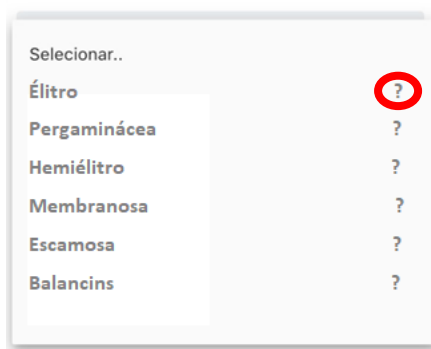 Selecionar..
Élitro ?
Pergaminácea ?
Hemiélitro ?
Membranosa ?
Escamosa ?
Balancins ?